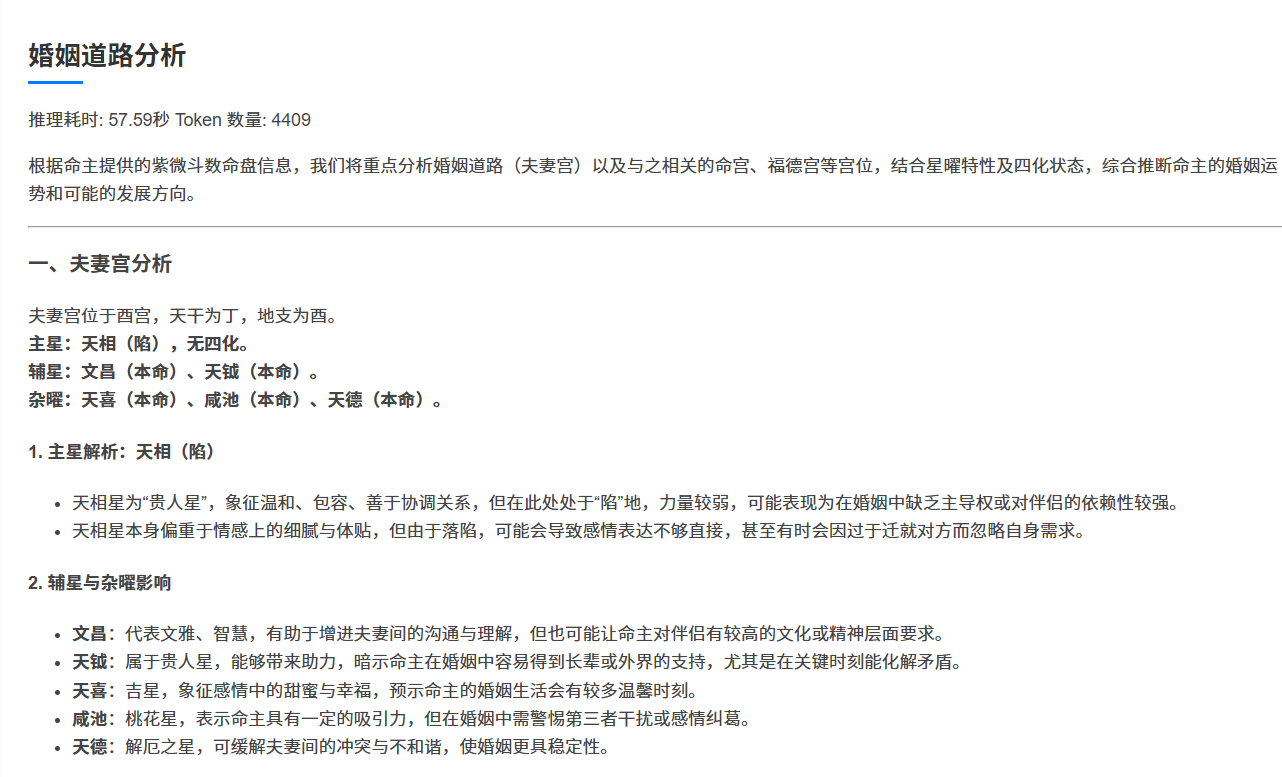 婚姻道路分析
推理耗时: 57.59秒 Token 数量: 4409
根据命主提供的紫微斗数命盘信息，我们将重点分析婚姻道路（夫妻宫）以及与之相关的命宫、福德宫等宫位，结合星曜特性及四化状态，综合推断命主的婚姻运
势和可能的发展方向。
一、夫妻宫分析
夫妻宫位于酉宫，天干为丁，地支为酉。
主星：天相（陷），无四化。
辅星：文昌（本命）、天钺（本命）。
杂曜：天喜（本命）、咸池（本命）、天德（本命）。
1. 主星解析：天相（陷）
• 天相星为“贵人星”，象征温和、包容、善于协调关系，但在此处处于“陷”地，力量较弱，可能表现为在婚姻中缺乏主导权或对伴侣的依赖性较强。
• 天相星本身偏重于情感上的细腻与体贴，但由于落陷，可能会导致感情表达不够直接，甚至有时会因过于迁就对方而忽略自身需求。
2. 辅星与杂曜影响
• 文昌：代表文雅、智慧，有助于增进夫妻间的沟通与理解，但也可能让命主对伴侣有较高的文化或精神层面要求。
• 天钺：属于贵人星，能够带来助力，暗示命主在婚姻中容易得到长辈或外界的支持，尤其是在关键时刻能化解矛盾。
• 天喜：吉星，象征感情中的甜蜜与幸福，预示命主的婚姻生活会有较多温馨时刻。
• 咸池：桃花星，表示命主具有一定的吸引力，但在婚姻中需警惕第三者干扰或感情纠葛。
• 天德：解厄之星，可缓解夫妻间的冲突与不和谐，使婚姻更具稳定性。